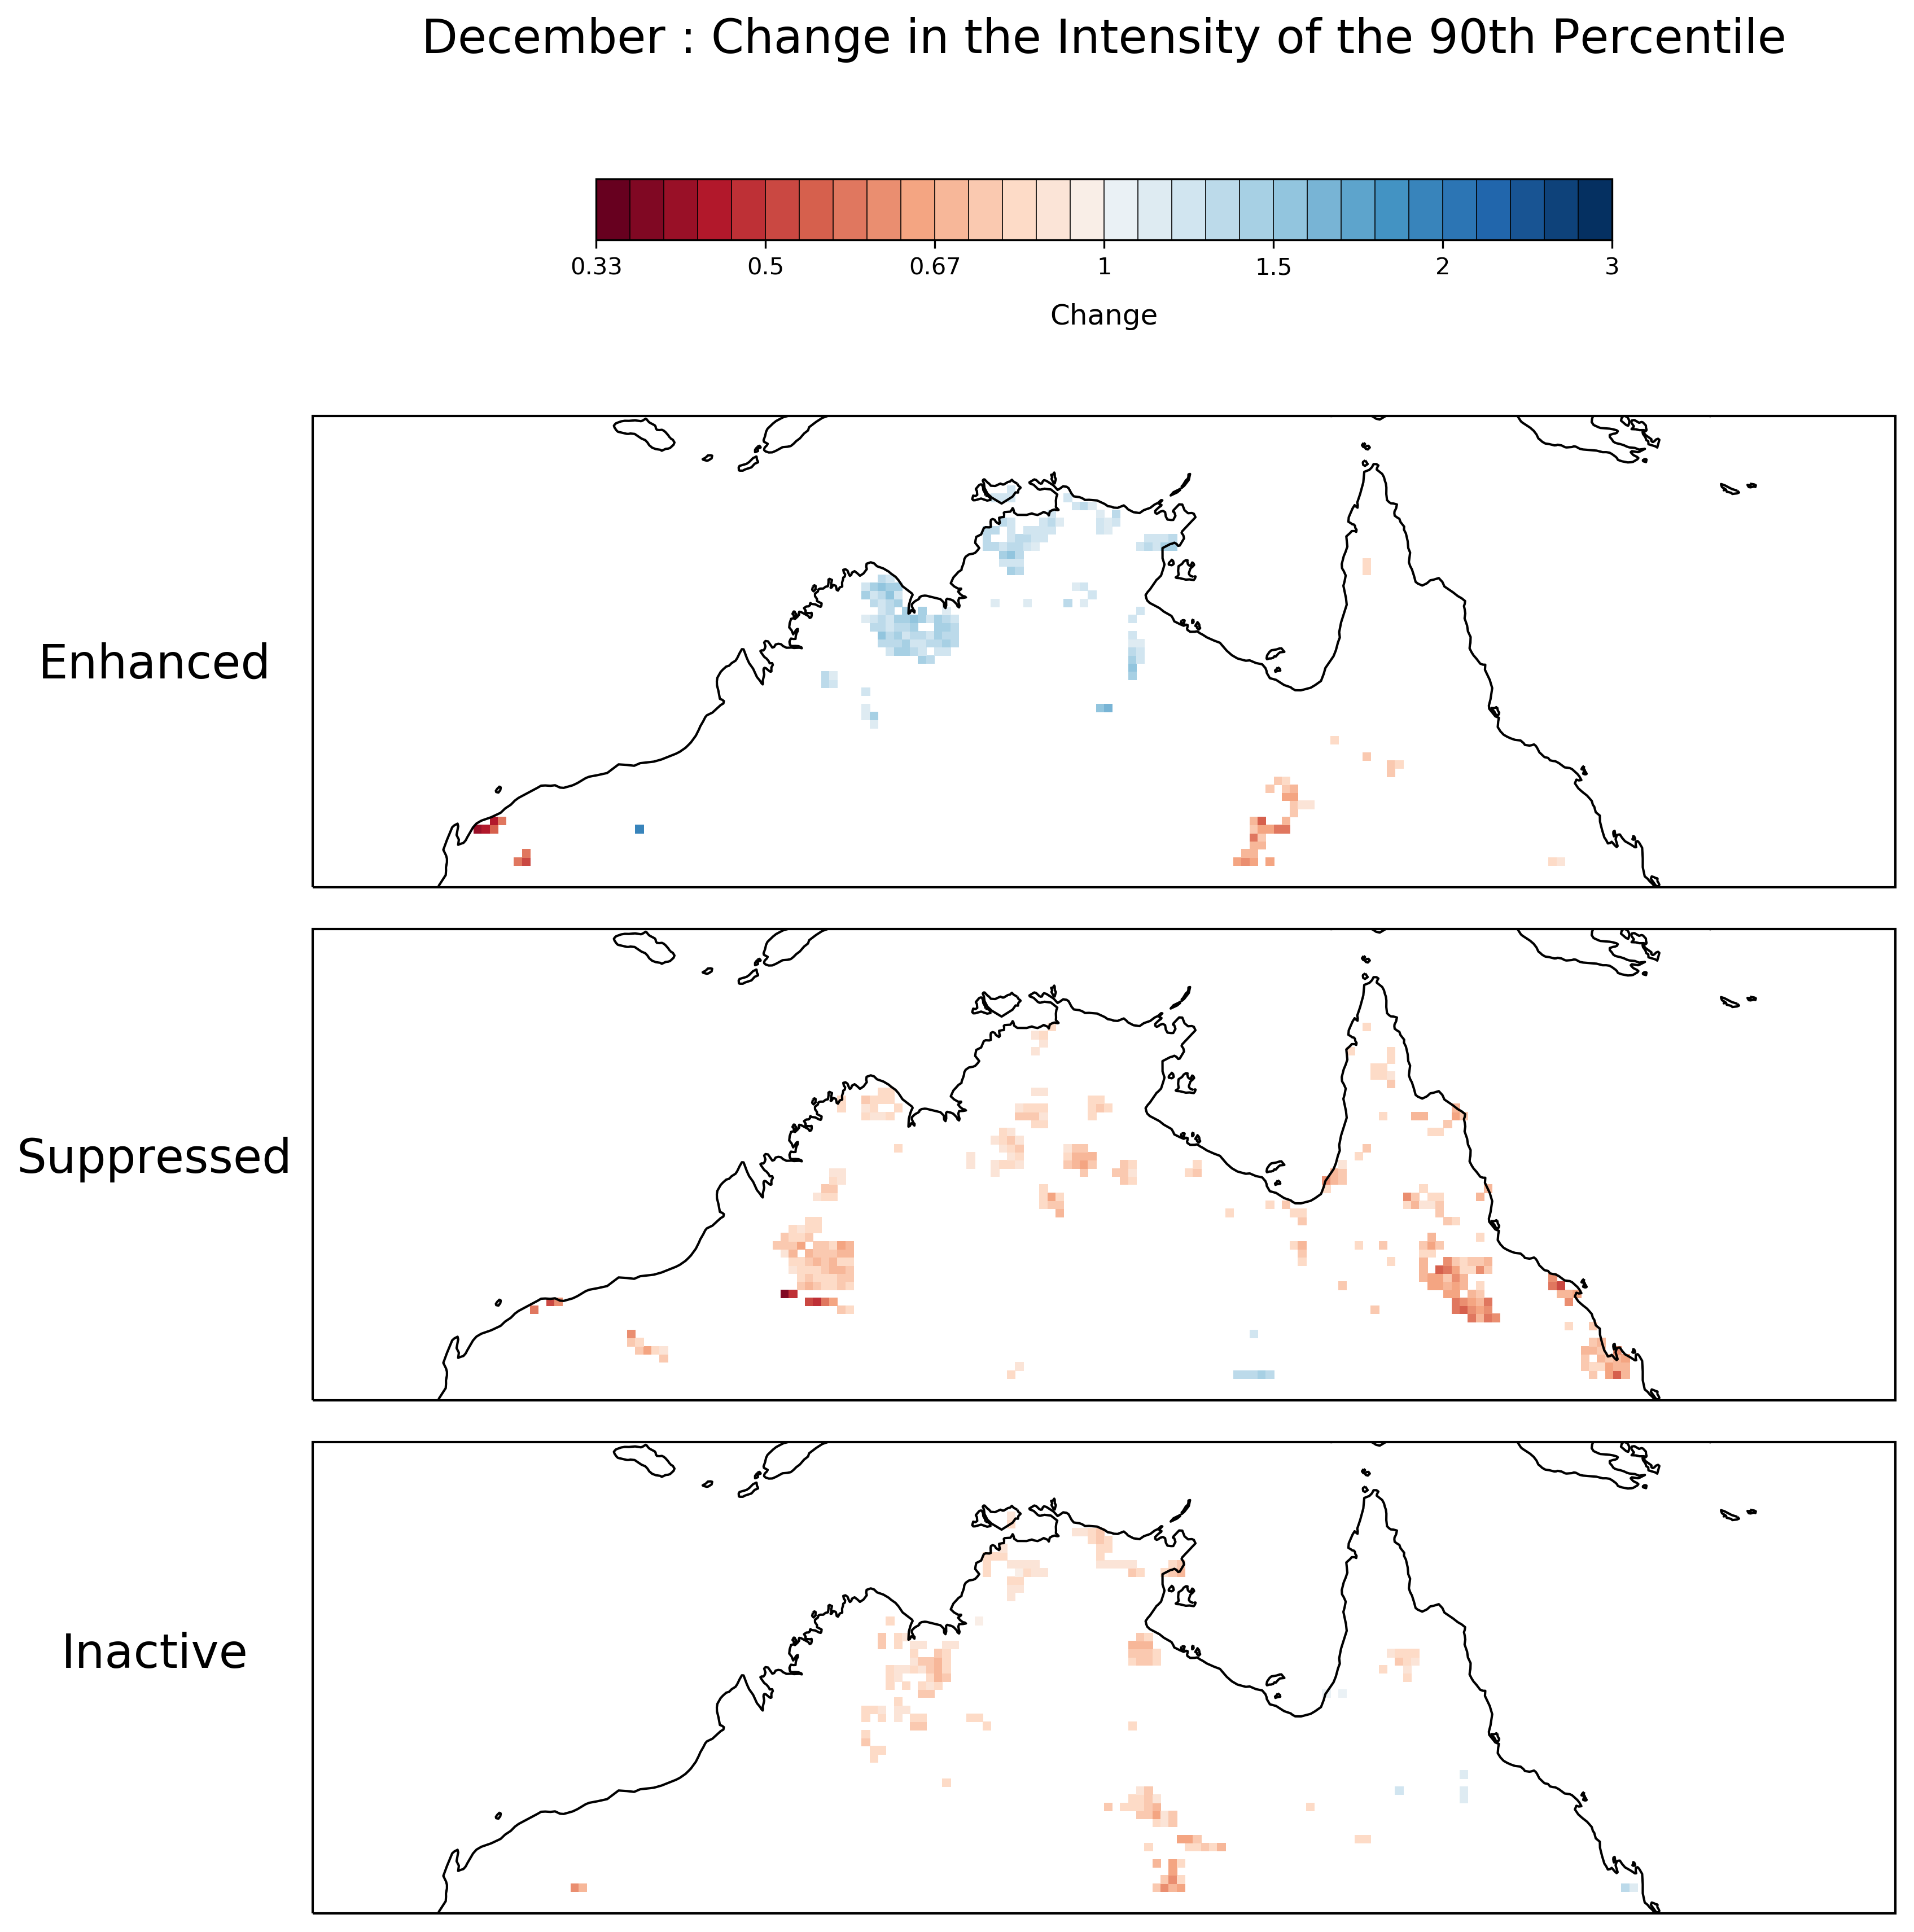 December : Change in the Intensity of the 90th Percentile
0.33 0.5 0.67 1 1.5 2 3
Change
Enhanced
Suppressed
Inactive